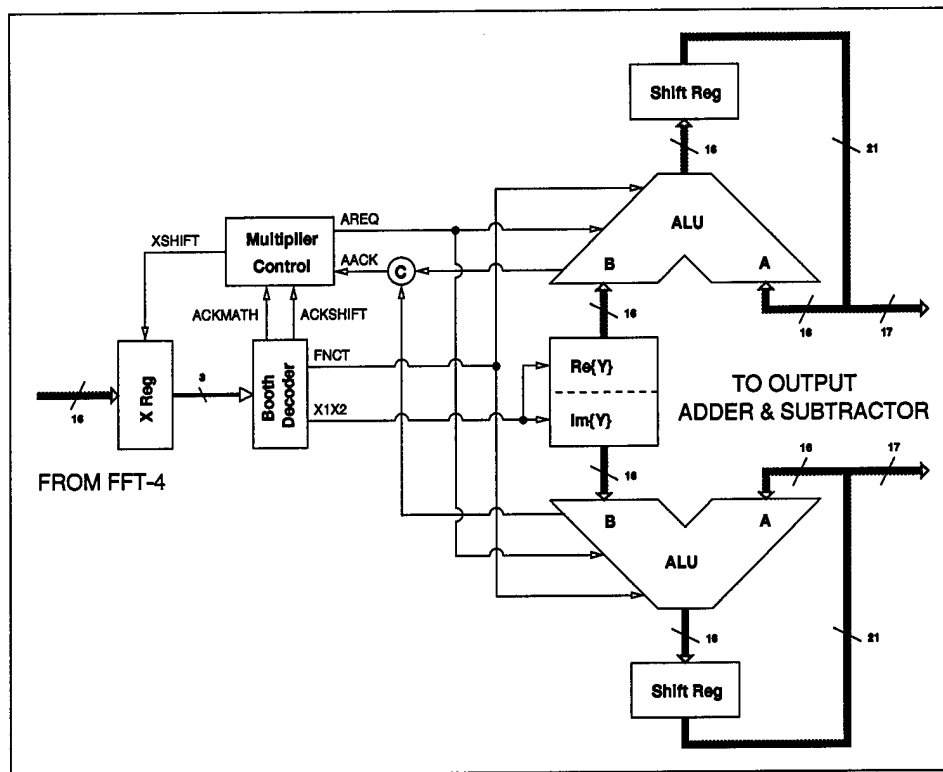 Shift Reg
16
21
ALU
B
A
AREQ
XSHIFT
Multiplier
Control
AACK
C
16
17
ACKMATH
ACKSHIFT
16
FNCT
X Reg
3
Booth
Decoder
Re{Y}
TO OUTPUT
ADDER & SUBTRACTOR
16
X1X2
Im{Y}
FROM FFT-4
16
16
17
B
A
ALU
16
21
Shift Reg